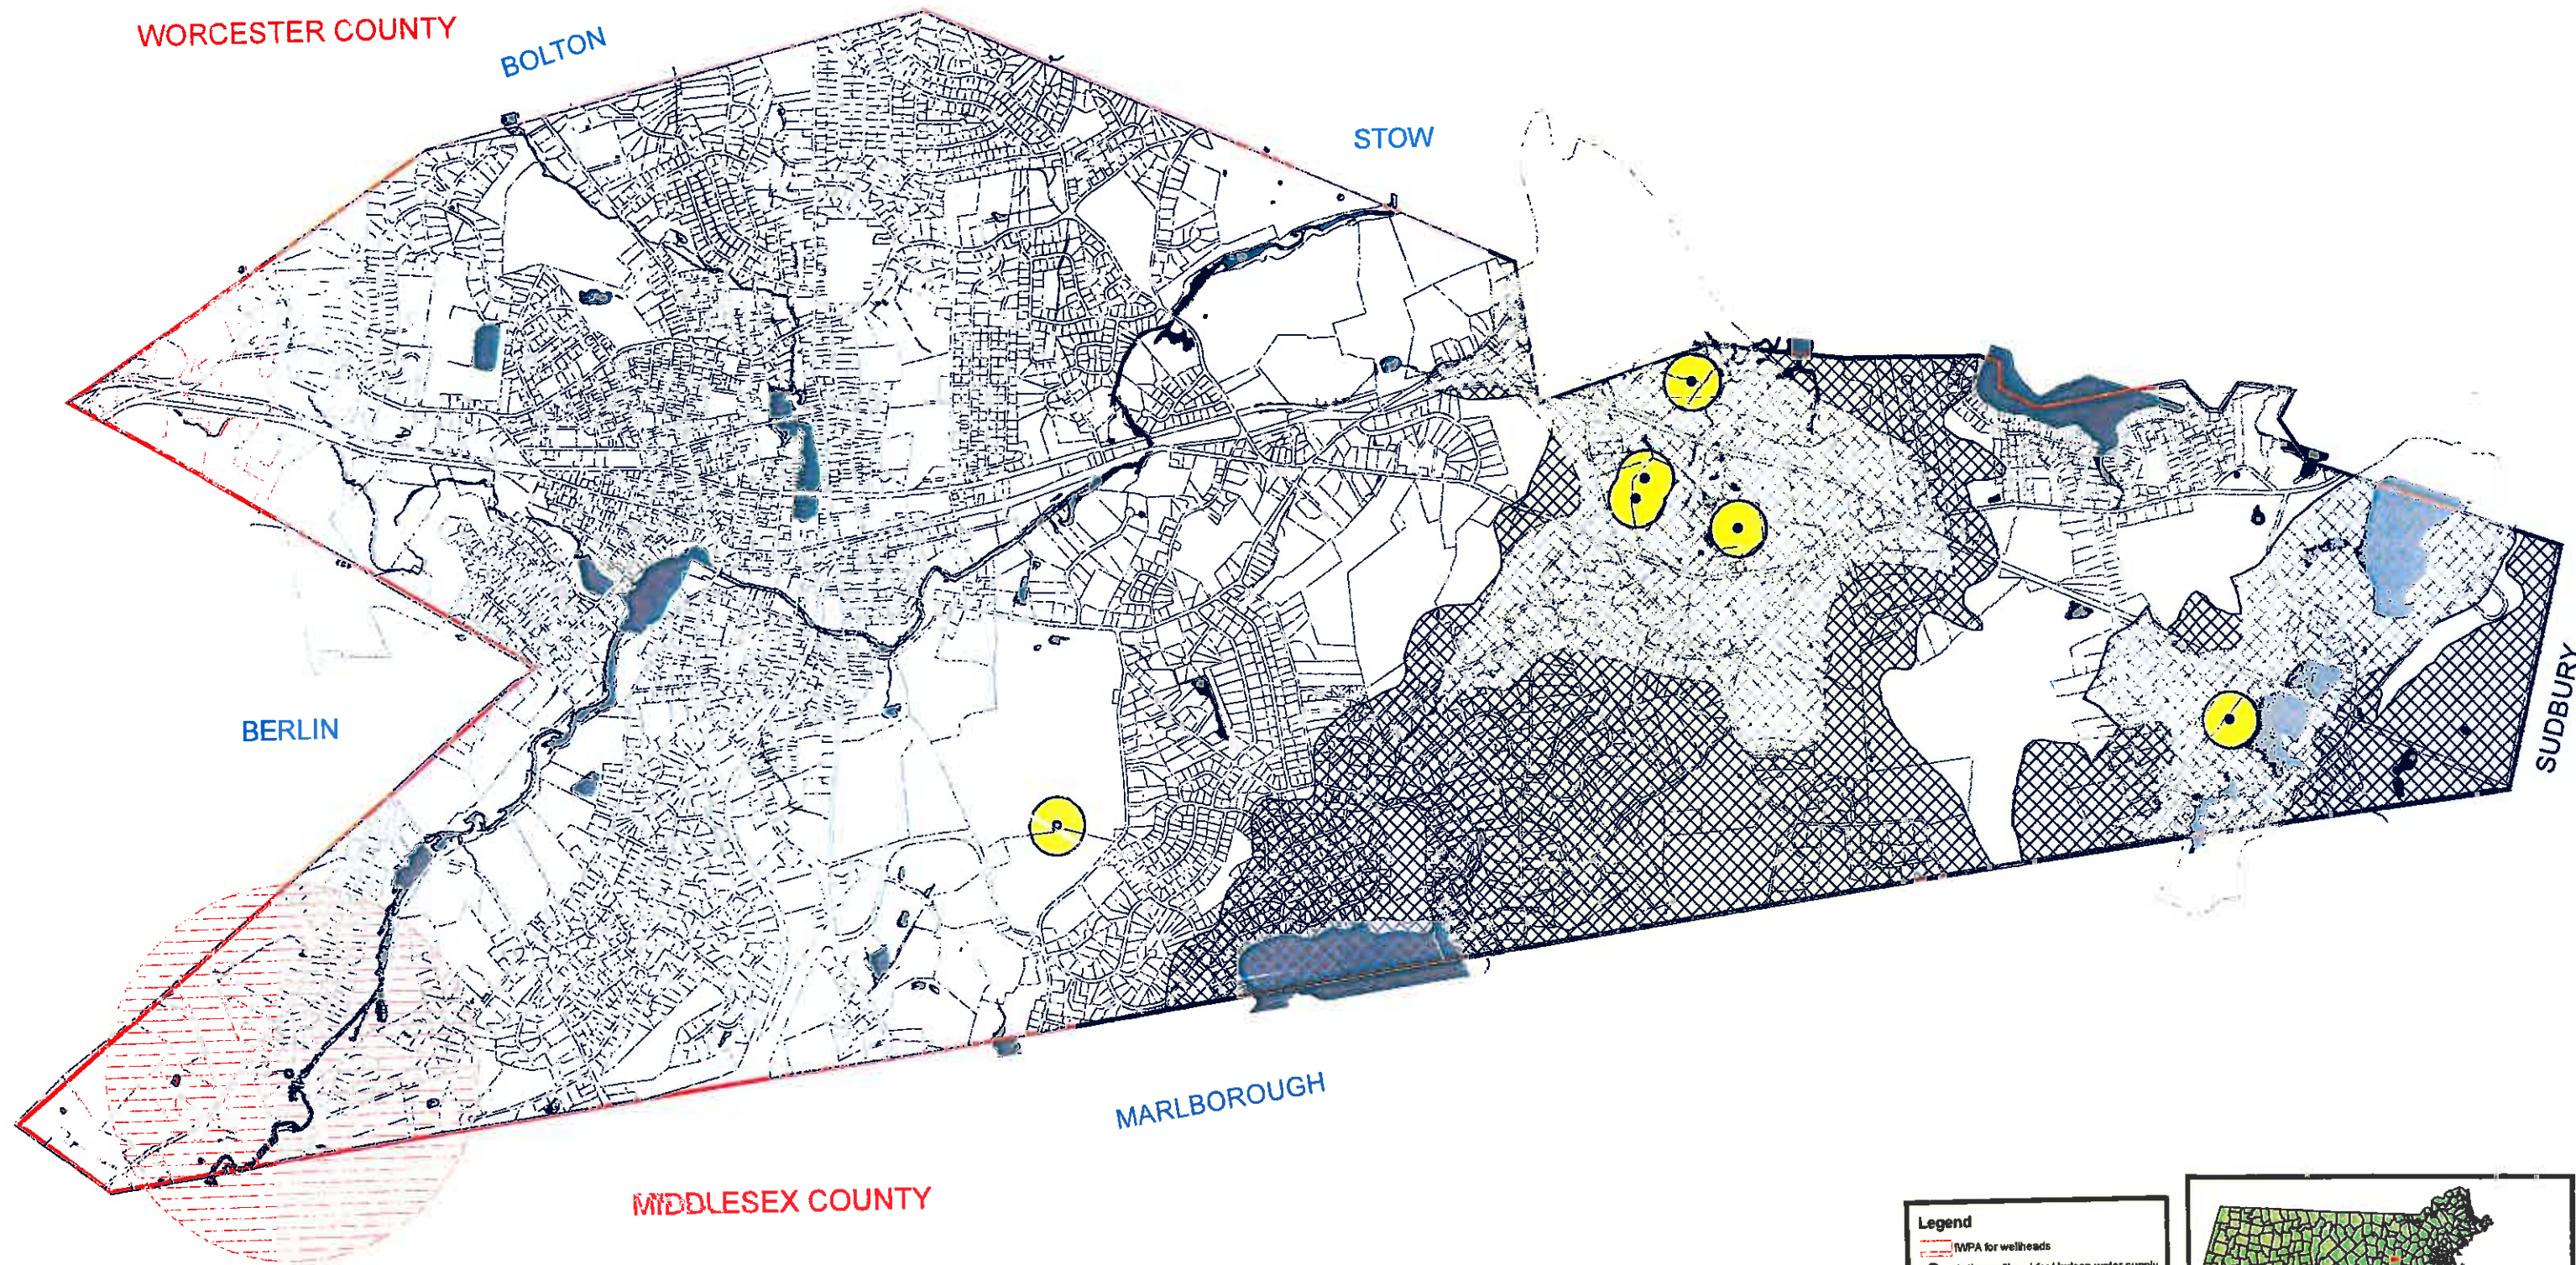 WORCESTER COUNTY
BOLTON
STOW
SUDBURY
BERLIN
MARLBOROUGH
MIDDLESEX COUNTY
Legend
IWPA for wellheads